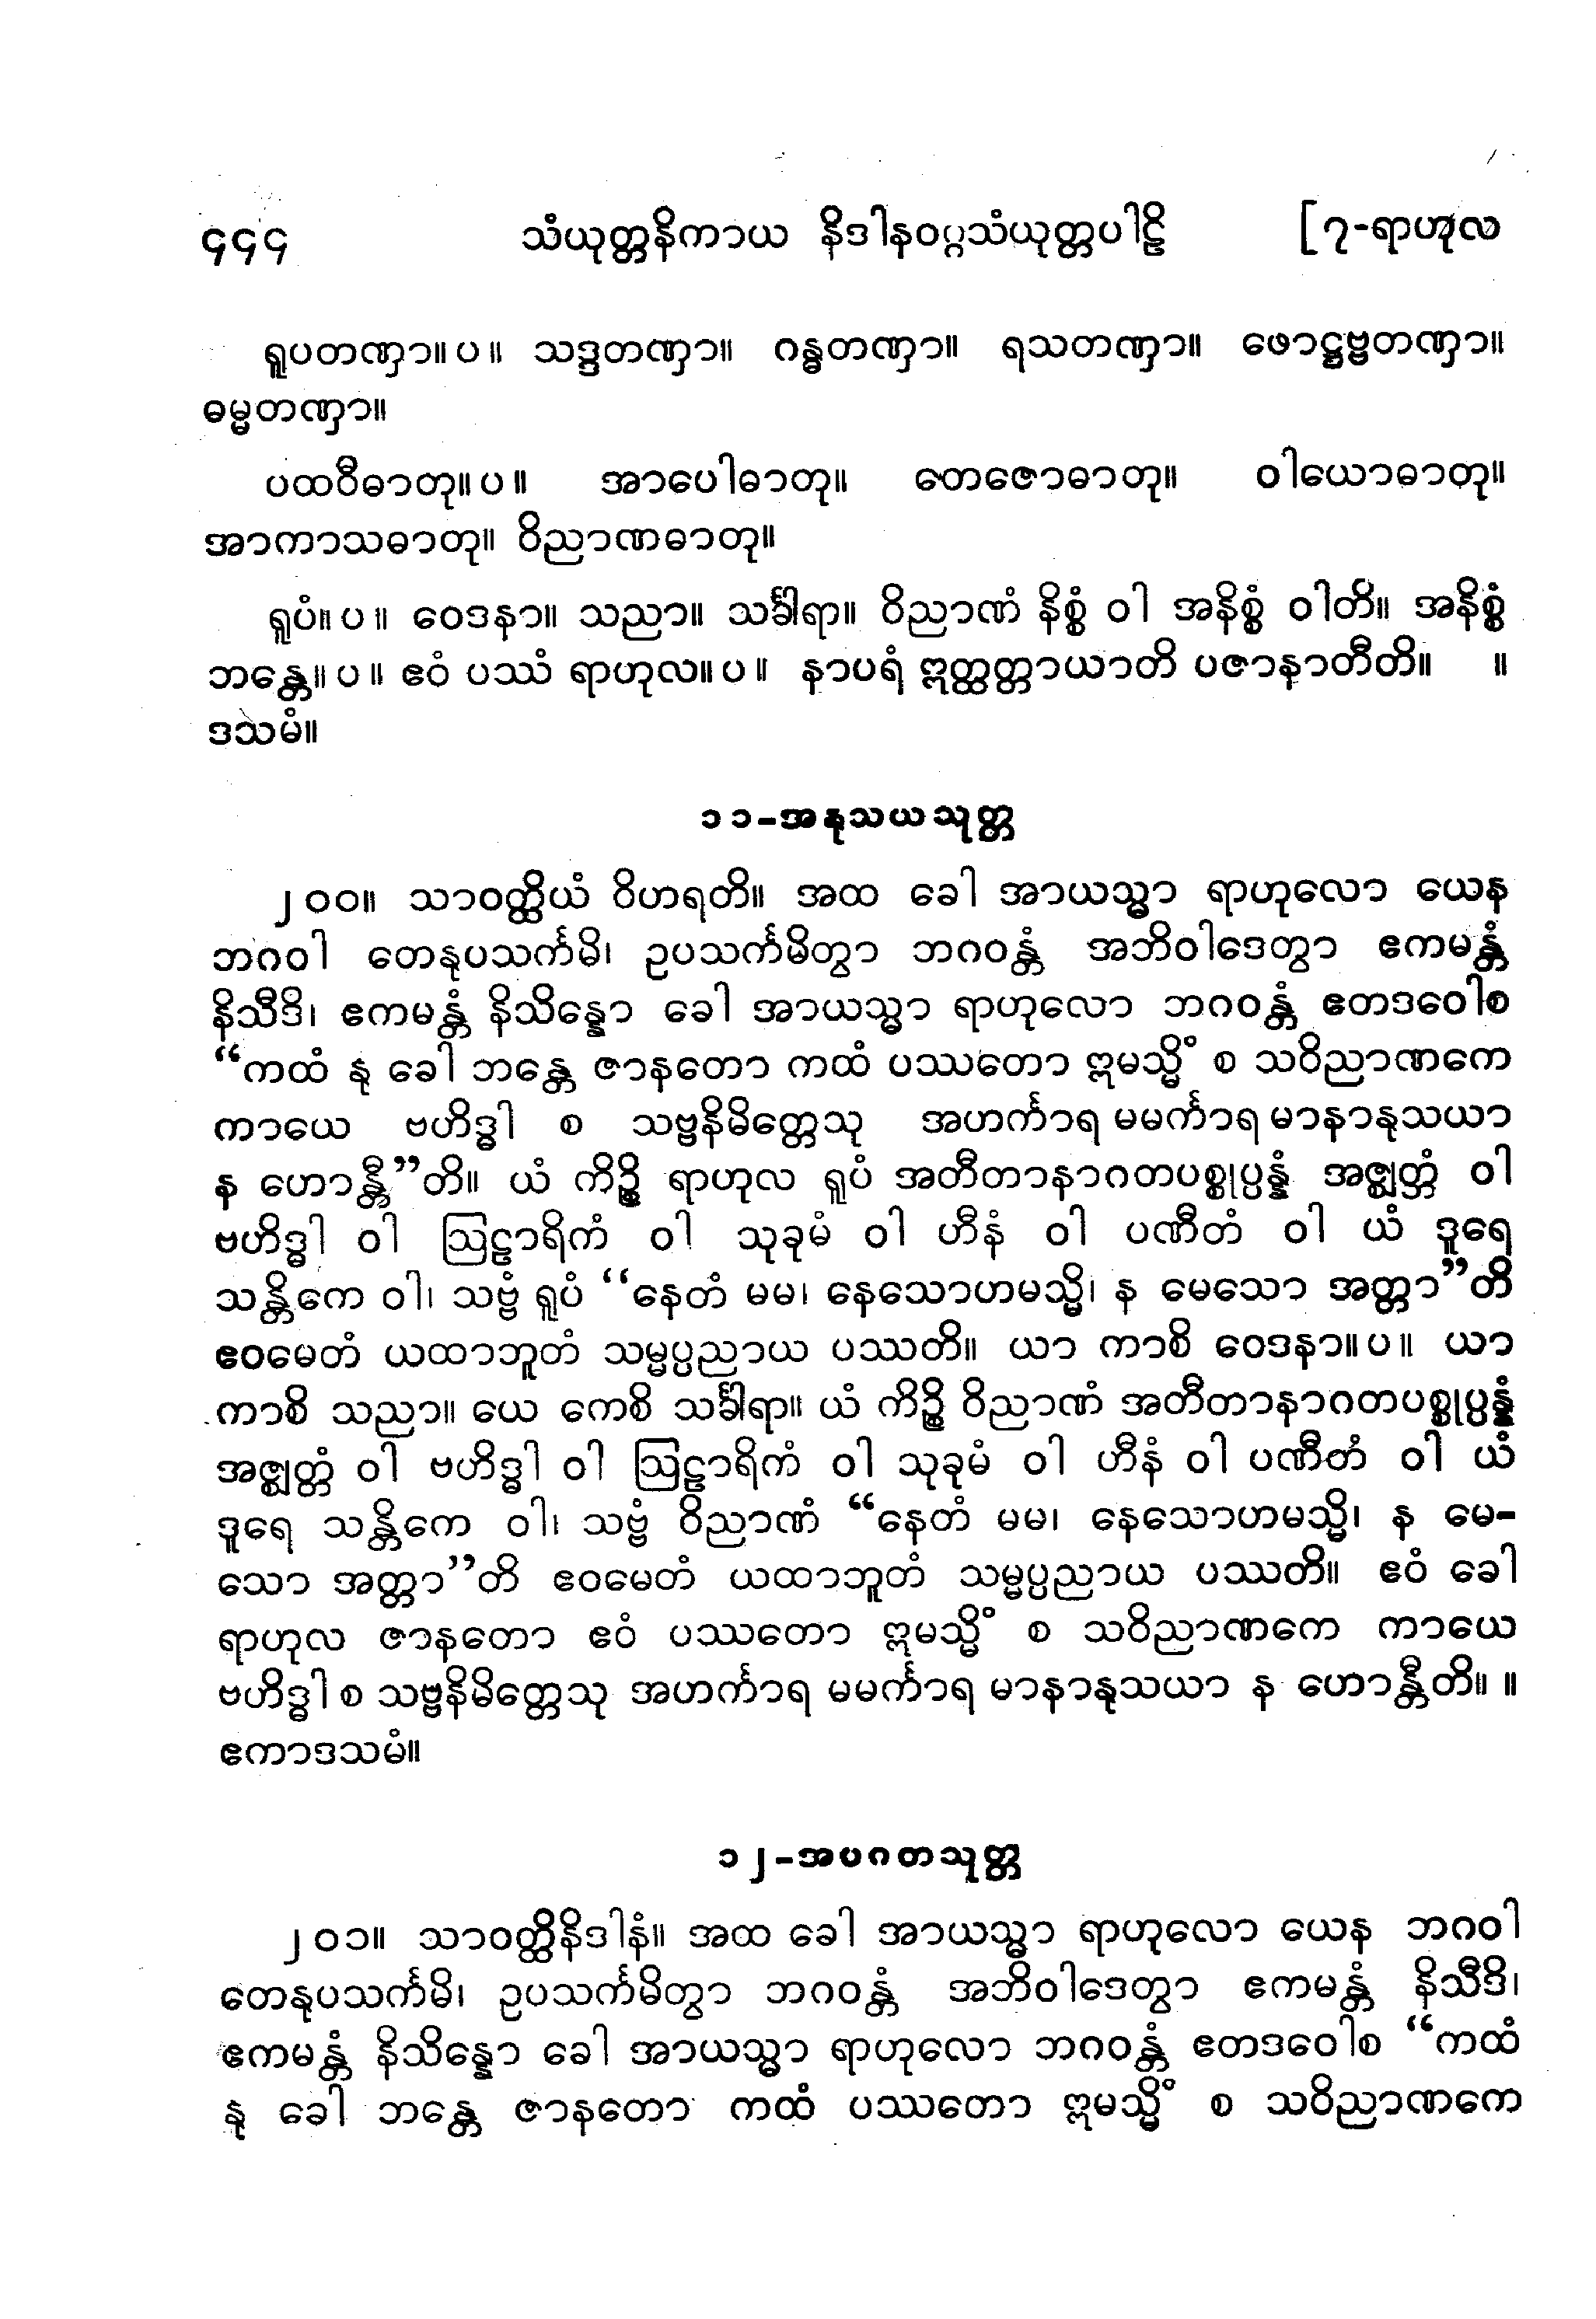 ၄၄၄ သံယုတ္တနိကာယ နိဒါနဝဂ္ဂသံယုတ္တပါဠိ [၇-ရာဟုလ
ရူပတဏှာ။ပ။ သဒ္ဒတဏှာ။ ဂန္ဓတဏှာ။ ရသတဏှာ။ ဖောဋ္ဌဗ္ဗတဏှာ။
ဓမ္မတဏှာ။
ပထဝီဓာတု။ပ။ အာပေါဓာတု။ တေဇောဓာတု။ ဝါယောဓာတု။
အာကာသဓာတု။ ဝိညာဏဓာတု။
ရူပံ။ပ။ ဝေဒနာ။ သညာ။ သင်္ခါရာ။ ဝိညာဏံ နိစ္စံ ဝါ အနိစ္စံ ဝါတိ။ အနိစ္စံ
ဘန္တေ။ပ။ ဧဝံ ပဿံ ရာဟုလ။ပ။ နာပရံ ဣတ္ထတ္တာယာတိ ပဇာနာတီတိ။ ။
ဒသမံ။
၁၁-အနုသယသုတ္တ
၂၀၀။ သာဝတ္ထိယံ ဝိဟရတိ။ အထ ခေါ အာယသ္မာ ရာဟုလော ယေန
ဘဂဝါ တေနုပသင်္ကမိ၊ ဥပသင်္ကမိတွာ ဘဂဝန္တံ အဘိဝါဒေတွာ ဧကမန္တံ
နိသီဒိ၊ ဧကမန္တံ နိသိန္နော ခေါ အာယသ္မာ ရာဟုလော ဘဂဝန္တံ ဧတဒဝေါစ
“ကထံ နု ခေါ ဘန္တေ ဇာနတော ကထံ ပဿတော ဣမသ္မိံ စ သဝိညာဏကေ
ကာယေ ဗဟိဒ္ဓါ စ သဗ္ဗနိမိတ္တေသု အဟင်္ကာရ မမင်္ကာရ မာနာနုသယာ
န ဟောန္တီ”တိ။ ယံ ကိဉ္စိ ရာဟုလ ရူပံ အတီတာနာဂတပစ္စုပ္ပန္နံ အဇ္ဈတ္တံ ဝါ
ဗဟိဒ္ဓါ ဝါ ဩဠာရိကံ ဝါ သုခုမံ ဝါ ဟီနံ ဝါ ပဏီတံ ဝါ ယံ ဒူရေ
သန္တိကေ ဝါ၊ သဗ္ဗံ ရူပံ “နေတံ မမ၊ နေသောဟမသ္မိ၊ န မေသော အတ္တာ”တိ
ဧဝမေတံ ယထာဘူတံ သမ္မပ္ပညာယ ပဿတိ။ ယာ ကာစိ ဝေဒနာ။ပ။ ယာ
ကာစိ သညာ။ ယေ ကေစိ သင်္ခါရာ။ ယံ ကိဉ္စိ ဝိညာဏံ အတီတာနာဂတပစ္စုပ္ပန္နံ
အဇ္ဈတ္တံ ဝါ ဗဟိဒ္ဓါ ဝါ ဩဠာရိကံ ဝါ သုခုမံ ဝါ ဟီနံ ဝါ ပဏီတံ ဝါ ယံ
ဒူရေ သန္တိကေ ဝါ၊ သဗ္ဗံ ဝိညာဏံ “နေတံ မမ၊ နေသောဟမသ္မိ၊ န မေ-
သော အတ္တာ”တိ ဧဝမေတံ ယထာဘူတံ သမ္မပ္ပညာယ ပဿတိ။ ဧဝံ ခေါ
ရာဟုလ ဇာနတော ဧဝံ ပဿတော ဣမသ္မိံ စ သဝိညာဏကေ ကာယေ
ဗဟိဒ္ဓါ စ သဗ္ဗနိမိတ္တေသု အဟင်္ကာရ မမင်္ကာရ မာနာနုသယာ န ဟောန္တီတိ။ ။
ဧကာဒသမံ။
၁၂-အပဂတသုတ္တ
၂၀၁။ သာဝတ္ထိနိဒါနံ။ အထ ခေါ အာယသ္မာ ရာဟုလော ယေန ဘဂဝါ
တေနုပသင်္ကမိ၊ ဥပသင်္ကမိတွာ ဘဂဝန္တံ အဘိဝါဒေတွာ ဧကမန္တံ နိသီဒိ၊
ဧကမန္တံ နိသိန္နော ခေါ အာယသ္မာ ရာဟုလော ဘဂဝန္တံ ဧတဒဝေါစ “ကထံ
နု ခေါ ဘန္တေ ဇာနတော ကထံ ပဿတော ဣမသ္မိံ စ သဝိညာဏကေ